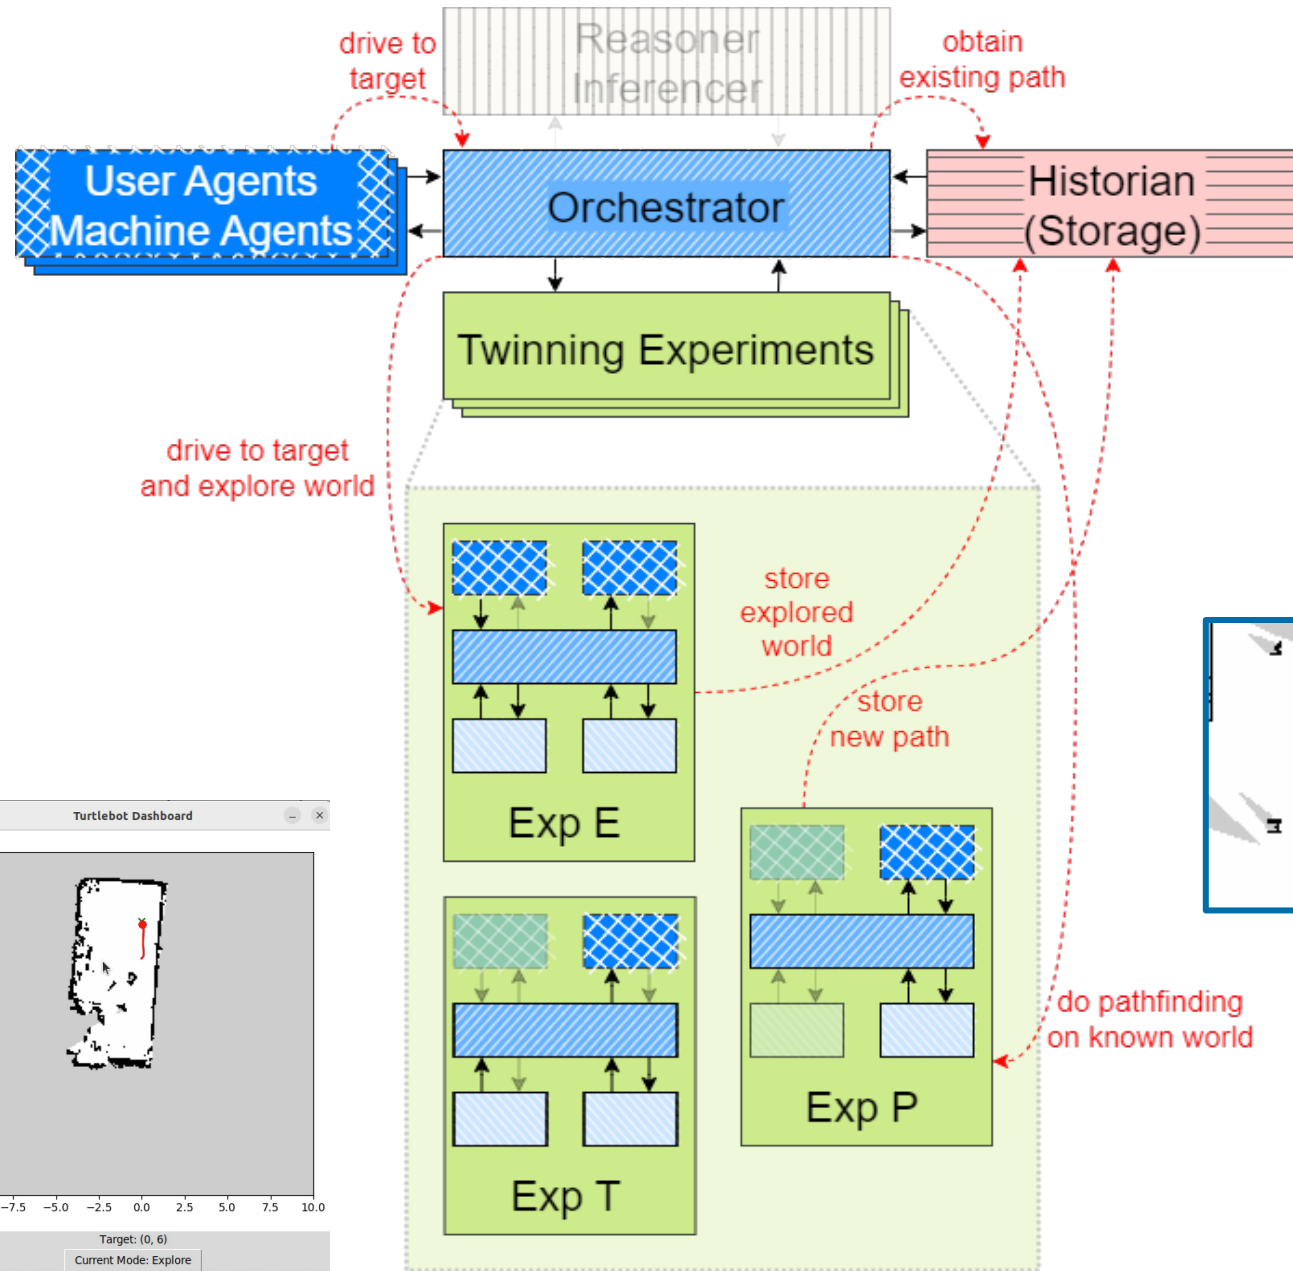 drive to
target
Reasoner
Inferencer
obtain
existing path
User Agents
Machine Agents
Orchestrator
Historian
(Storage)
Twinning Experiments
drive to target
and explore world
store
explored
world
store
new path
Exp E
do pathfinding
on known world
Exp P
Exp T
Turtlebot Dashboard
−7.5 −5.0 −2.5 0.0 2.5 5.0 7.5 10.0
Target: (0, 6)
Current Mode: Explore